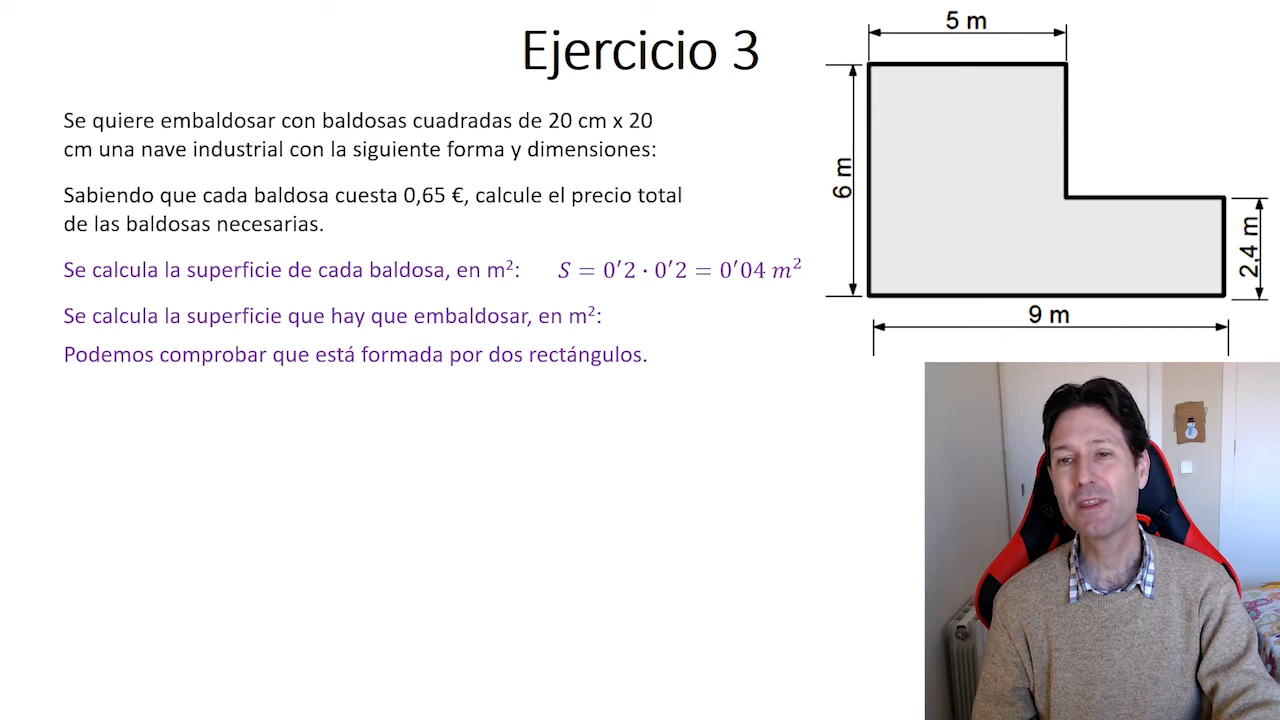 Ejercicio 3
Se quiere embaldosar con baldosas cuadradas de 20 cm x 20
cm una nave industrial con la siguiente forma y dimensiones:
Sabiendo que cada baldosa cuesta 0,65 €, calcule el precio total
de las baldosas necesarias.
Se calcula la superficie de cada baldosa, en m²: S = 0′2 · 0′2 = 0′04 m²
Se calcula la superficie que hay que embaldosar, en m²:
Podemos comprobar que está formada por dos rectángulos.
5 m
6 m
2,4 m
9 m